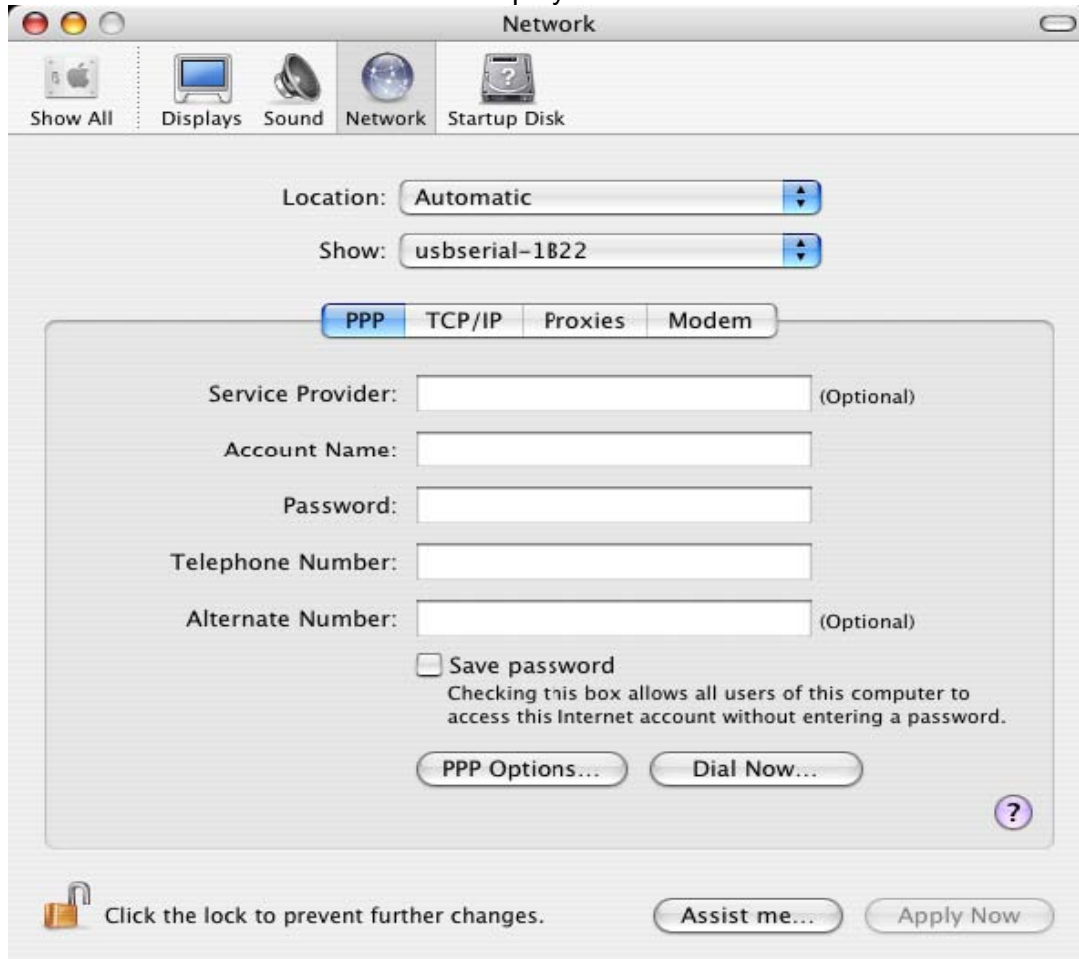 Network
Show All
Displays
Sound
Network
Startup Disk
Location: Automatic
Show: usbserial-1B22
PPP
TCP/IP
Proxies
Modem
Service Provider: (Optional)
Account Name:
Password:
Telephone Number:
Alternate Number: (Optional)
Save password
Checking this box allows all users of this computer to
access this Internet account without entering a password.
PPP Options...
Dial Now...
?
Click the lock to prevent further changes.
Assist me...
Apply Now